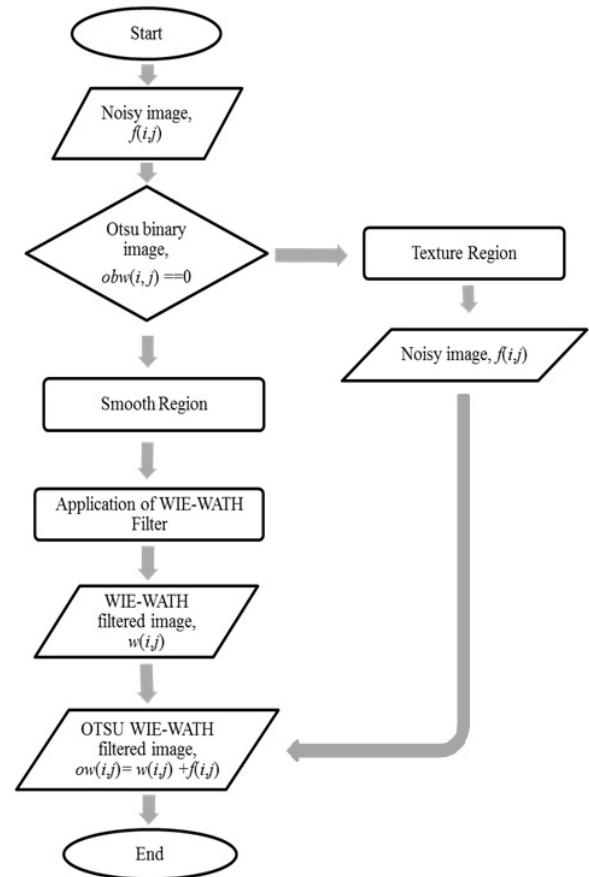 Start
Noisy image,
f(i,j)
Otsu binary
image,
obw(i, j) ==0
Texture Region
Noisy image, f(i,j)
Smooth Region
Application of WIE-WATH
Filter
WIE-WATH
filtered image,
w(i,j)
OTSU WIE-WATH
filtered image,
ow(i,j)= w(i,j) +f(i,j)
End